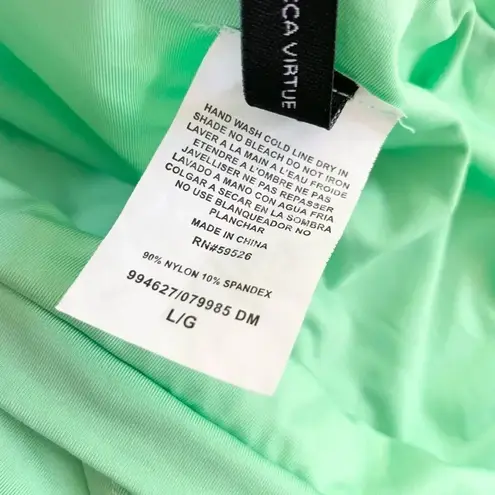 CCA VIRTUE
HAND WASH COLD LINE DRY IN
SHADE NO BLEACH DO NOT IRON
LAVER A LA MAIN A L'EAU FROIDE
ETENDRE A L'OMBRE NE PAS
JAVELLISER NE PAS REPASSER
LAVADO A MANO CON AGUA FRIA
COLGAR A SECAR EN LA SOMBRA
NO USE BLANQUEADOR NO
PLANCHAR
MADE IN CHINA
RN#59526
90% NYLON 10% SPANDEX
994627/079985 DM
L/G